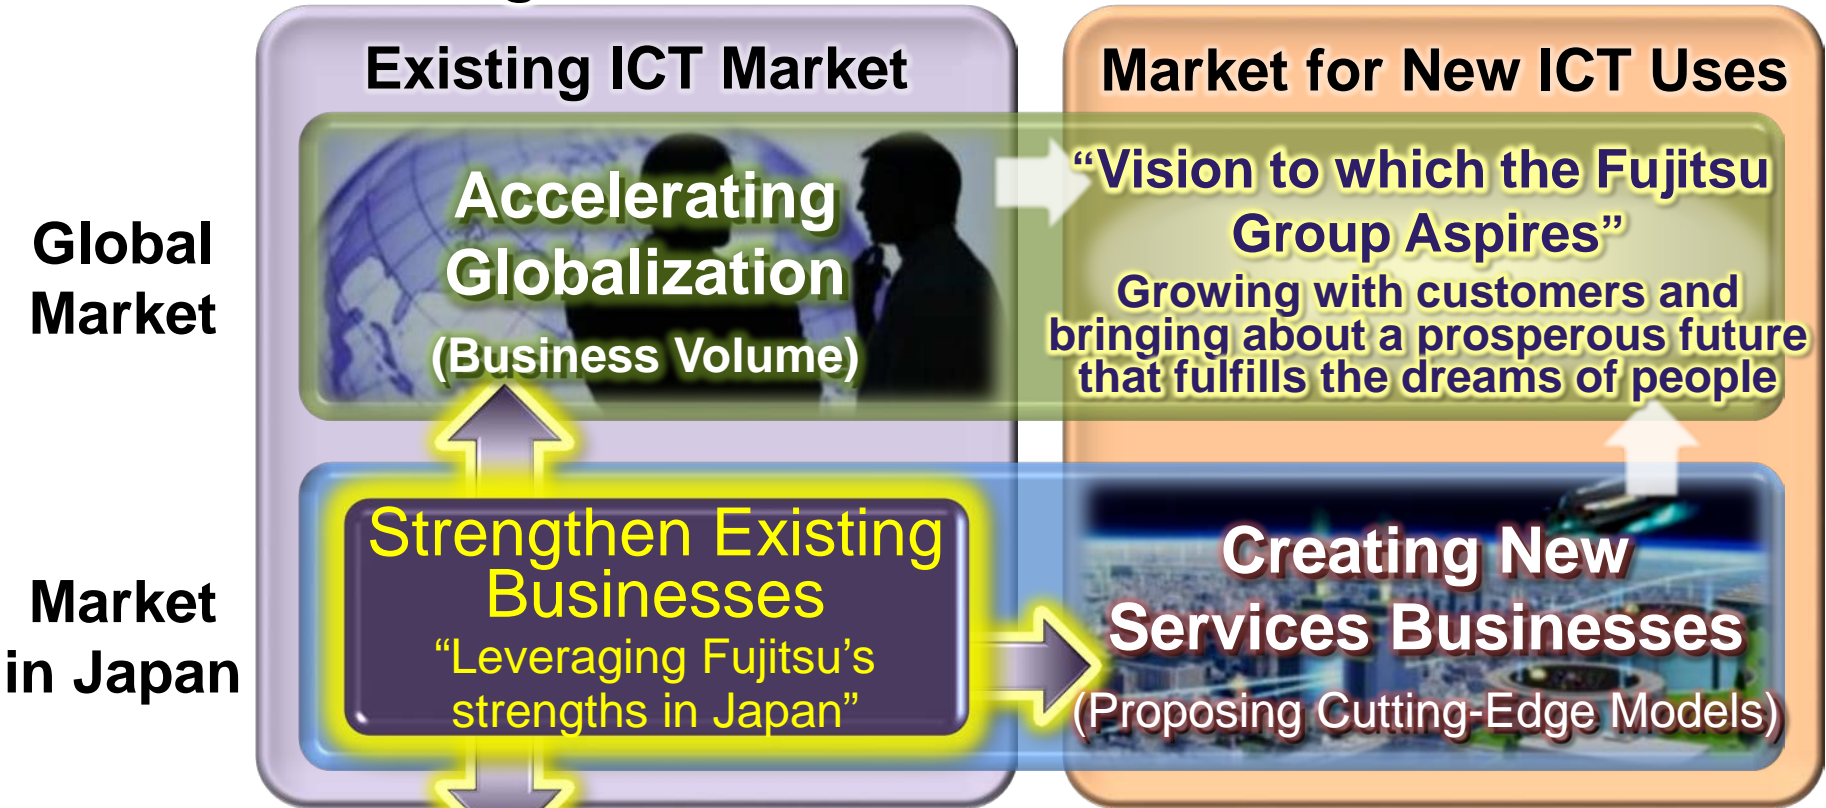 Existing ICT Market
Market for New ICT Uses
Global
Market
Accelerating
Globalization
(Business Volume)
“Vision to which the Fujitsu
Group Aspires”
Growing with customers and
bringing about a prosperous future
that fulfills the dreams of people
Market
in Japan
Strengthen Existing
Businesses
“Leveraging Fujitsu’s
strengths in Japan”
Creating New
Services Businesses
(Proposing Cutting-Edge Models)